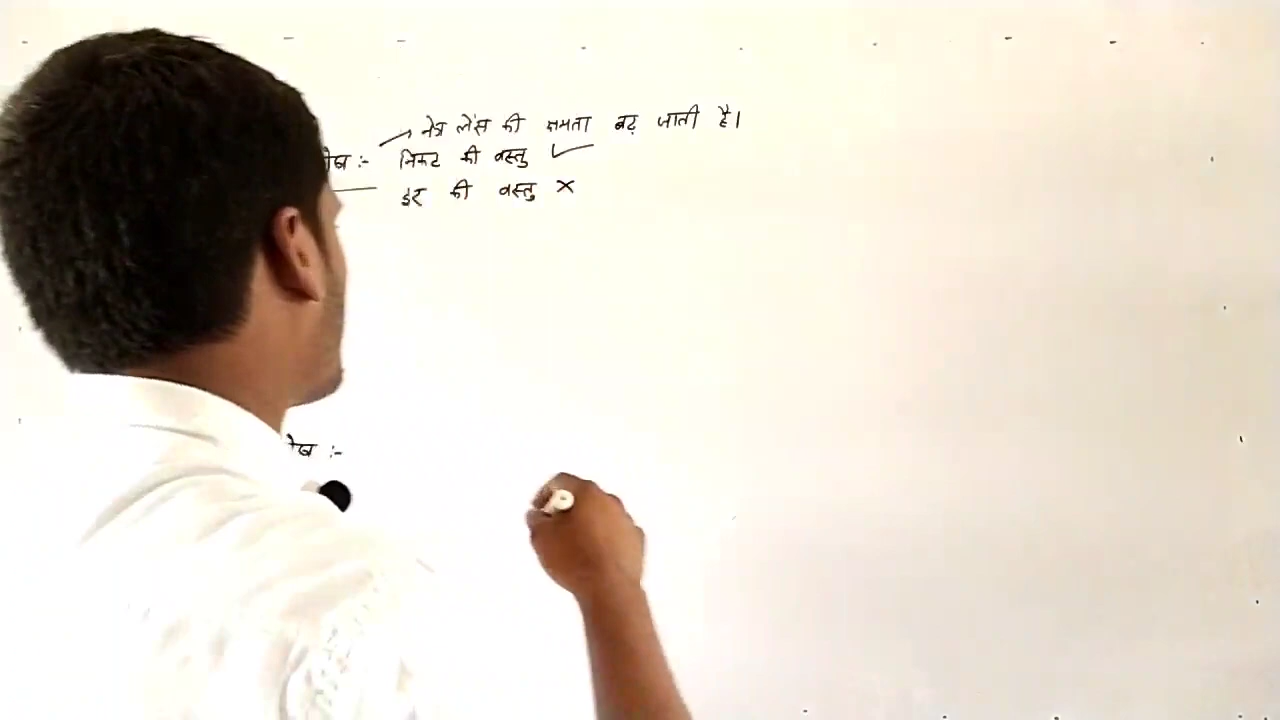 नेत्र लेंस की क्षमता बढ़ जाती है।
:- निकट की वस्तु ✓
दूर की वस्तु ×
:-